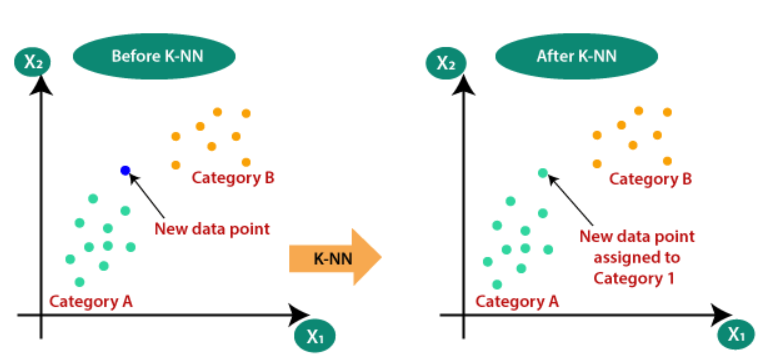 Before K-NN
X₂
Category B
New data point
Category A
X₁
K-NN
After K-NN
X₂
Category B
New data point
assigned to
Category 1
Category A
X₁